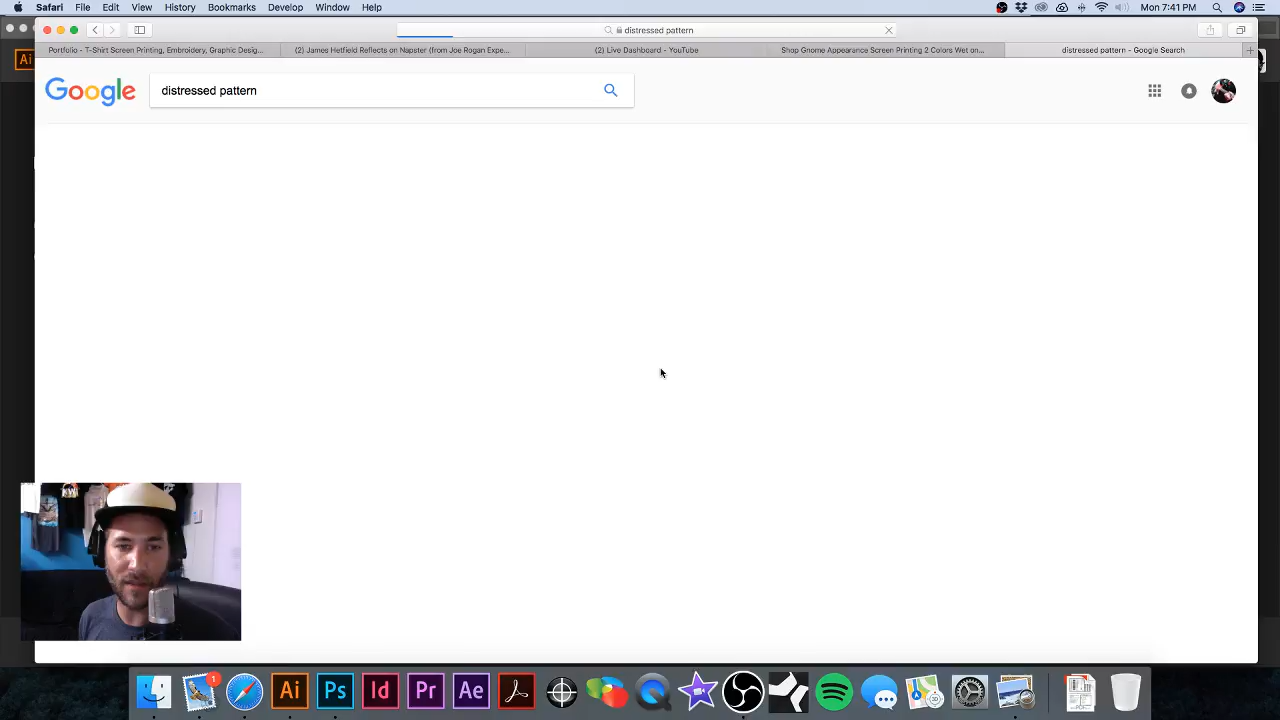 Safari File Edit View History Bookmarks Develop Window Help Mon 7:41 PM
distressed pattern
Portfolio - T-Shirt Screen Printing, Embroidery, Graphic Desig... (2) James Hetfield Reflects on Napster (from Joe Rogan Expe... (2) Live Dashboard - YouTube Shop Gnome Appearance Screen Printing 2 Colors Wet on... distressed pattern - Google Search
Ai
Google distressed pattern
1
Ai Ps Id Pr Ae